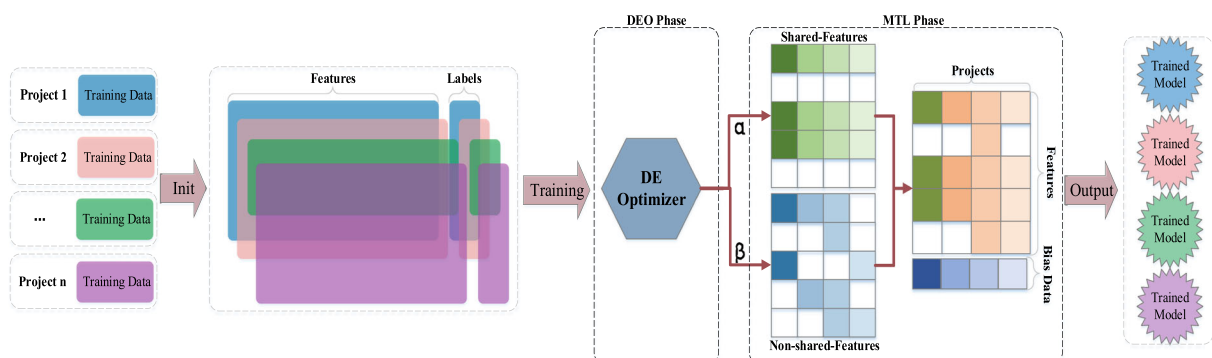 DEO Phase
MTL Phase
Project 1
Training Data
Project 2
Training Data
...
Training Data
Project n
Training Data
Init
Features
Labels
Training
DE
Optimizer
α
β
Shared-Features
Non-shared-Features
Projects
Features
Bias Data
Output
Trained
Model
Trained
Model
Trained
Model
Trained
Model